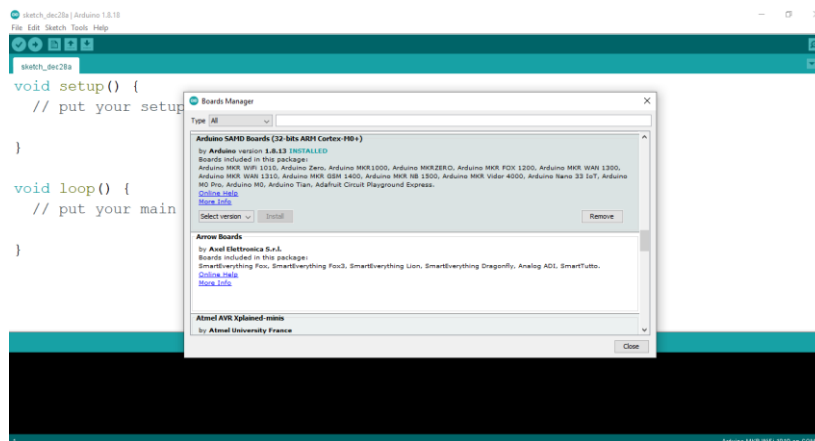 sketch_dec28a | Arduino 1.8.18
File Edit Sketch Tools Help
sketch_dec28a
void setup() {
// put your setup
}
void loop() {
// put your main
}
Boards Manager
Type All
Arduino SAMD Boards (32-bits ARM Cortex-M0+)
by Arduino version 1.8.13 INSTALLED
Boards included in this package:
Arduino MKR WiFi 1010, Arduino Zero, Arduino MKR1000, Arduino MKRZERO, Arduino MKR FOX 1200, Arduino MKR WAN 1300,
Arduino MKR WAN 1310, Arduino MKR GSM 1400, Arduino MKR NB 1500, Arduino MKR Vidor 4000, Arduino Nano 33 IoT, Arduino
M0 Pro, Arduino M0, Arduino Tian, Adafruit Circuit Playground Express.
Online Help
More Info
Select version Install Remove
Arrow Boards
by Axel Elettronica S.r.l.
Boards included in this package:
SmartEverything Fox, SmartEverything Fox3, SmartEverything Lion, SmartEverything Dragonfly, Analog ADI, SmartTutto.
Online Help
More Info
Atmel AVR Xplained-minis
by Atmel University France
Close
Arduino MKR WiFi 1010 on